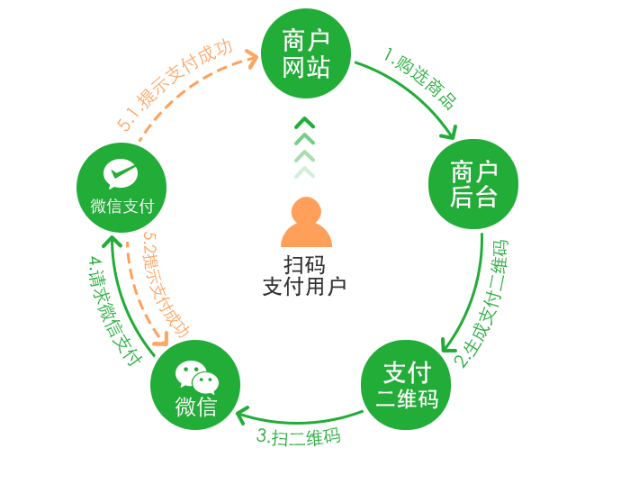 商户
网站
1.购选商品
商户
后台
2.生成支付二维码
支付
二维码
3.扫二维码
微信
4.请求微信支付
微信支付
5.1.提示支付成功
5.2提示支付成功
扫码
支付用户